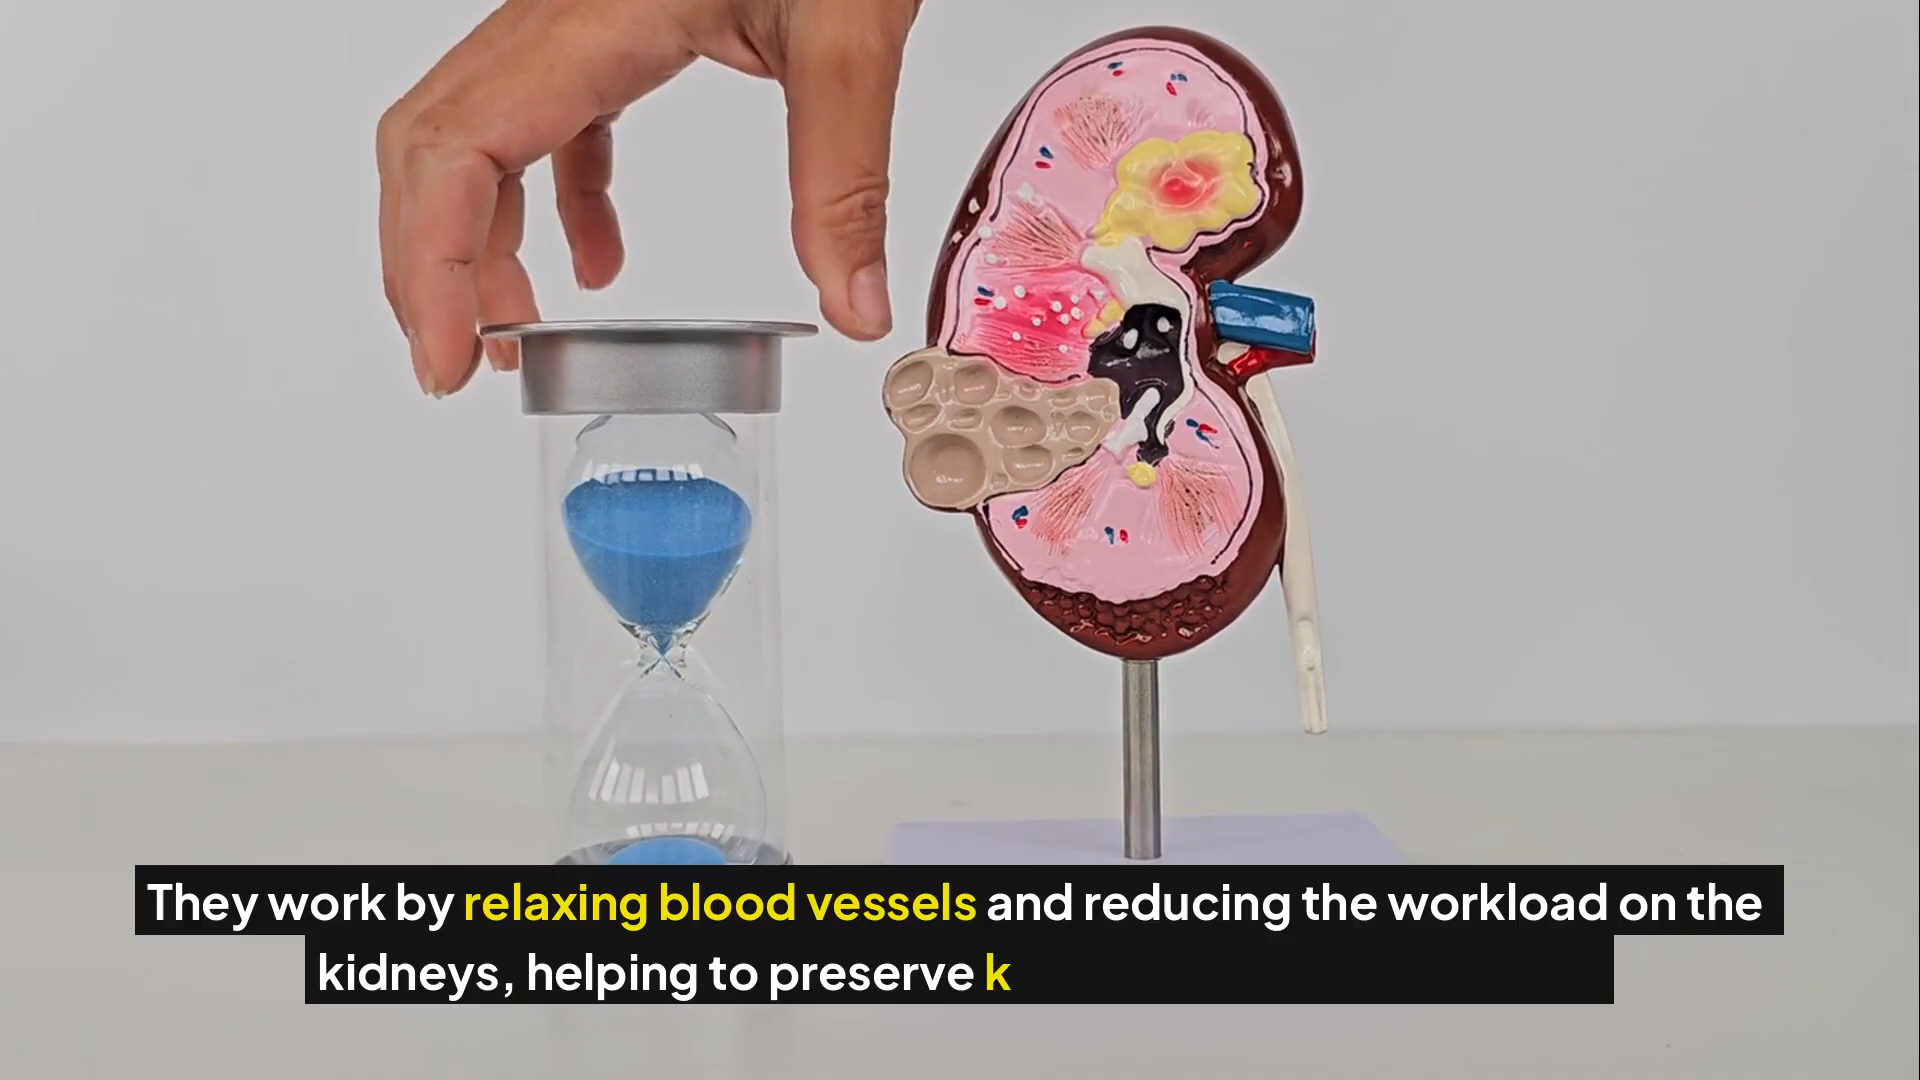 They work by relaxing blood vessels and reducing the workload on the
kidneys, helping to preserve k